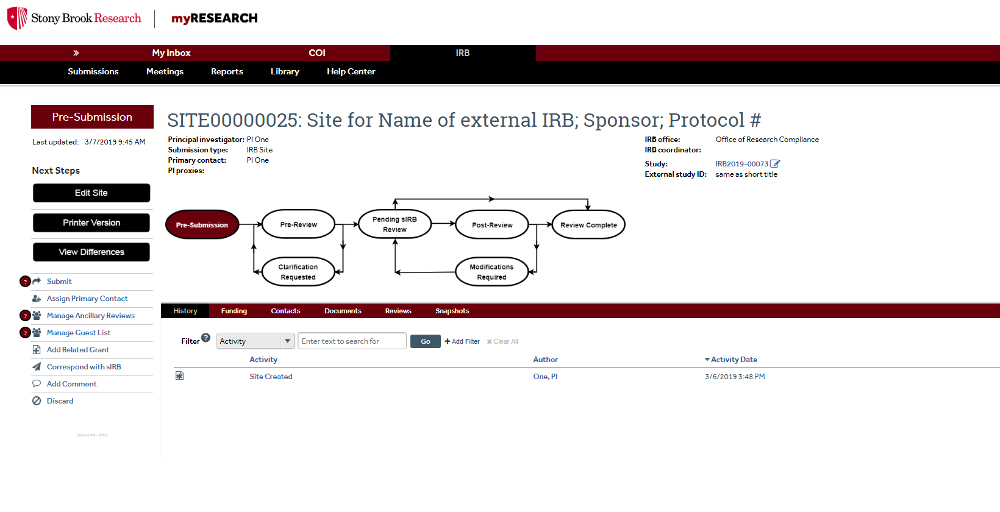 Stony Brook Research | myRESEARCH
» My Inbox COI IRB
Submissions Meetings Reports Library Help Center
Pre-Submission
Last updated: 3/7/2019 9:45 AM
Next Steps
Edit Site
Printer Version
View Differences
? Submit
Assign Primary Contact
? Manage Ancillary Reviews
? Manage Guest List
Add Related Grant
Correspond with sIRB
Add Comment
Discard
SITE00000025: Site for Name of external IRB; Sponsor; Protocol #
Principal investigator: PI One
Submission type: IRB Site
Primary contact: PI One
PI proxies:
IRB office: Office of Research Compliance
IRB coordinator:
Study: IRB2019-00073
External study ID: same as short title
Pre-Submission
Pre-Review
Clarification
Requested
Pending sIRB
Review
Post-Review
Modifications
Required
Review Complete
History Funding Contacts Documents Reviews Snapshots
Filter ? Activity Enter text to search for Go + Add Filter × Clear All
Activity Author Activity Date
Site Created One, PI 3/6/2019 3:48 PM